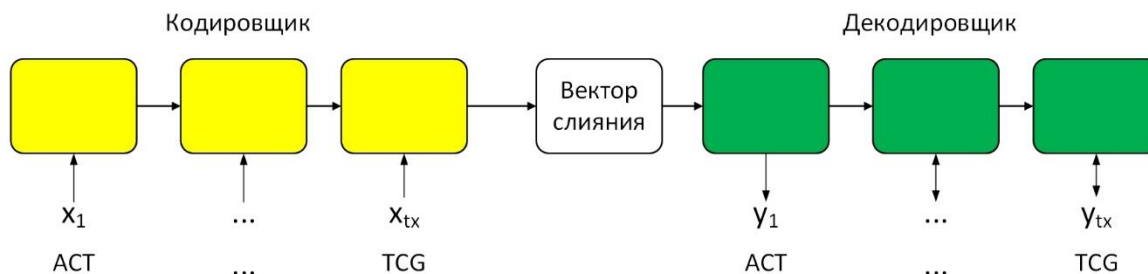 Кодировщик
Декодировщик
Вектор
слияния
x₁
...
xₜₓ
y₁
...
yₜₓ
ACT
...
TCG
ACT
...
TCG